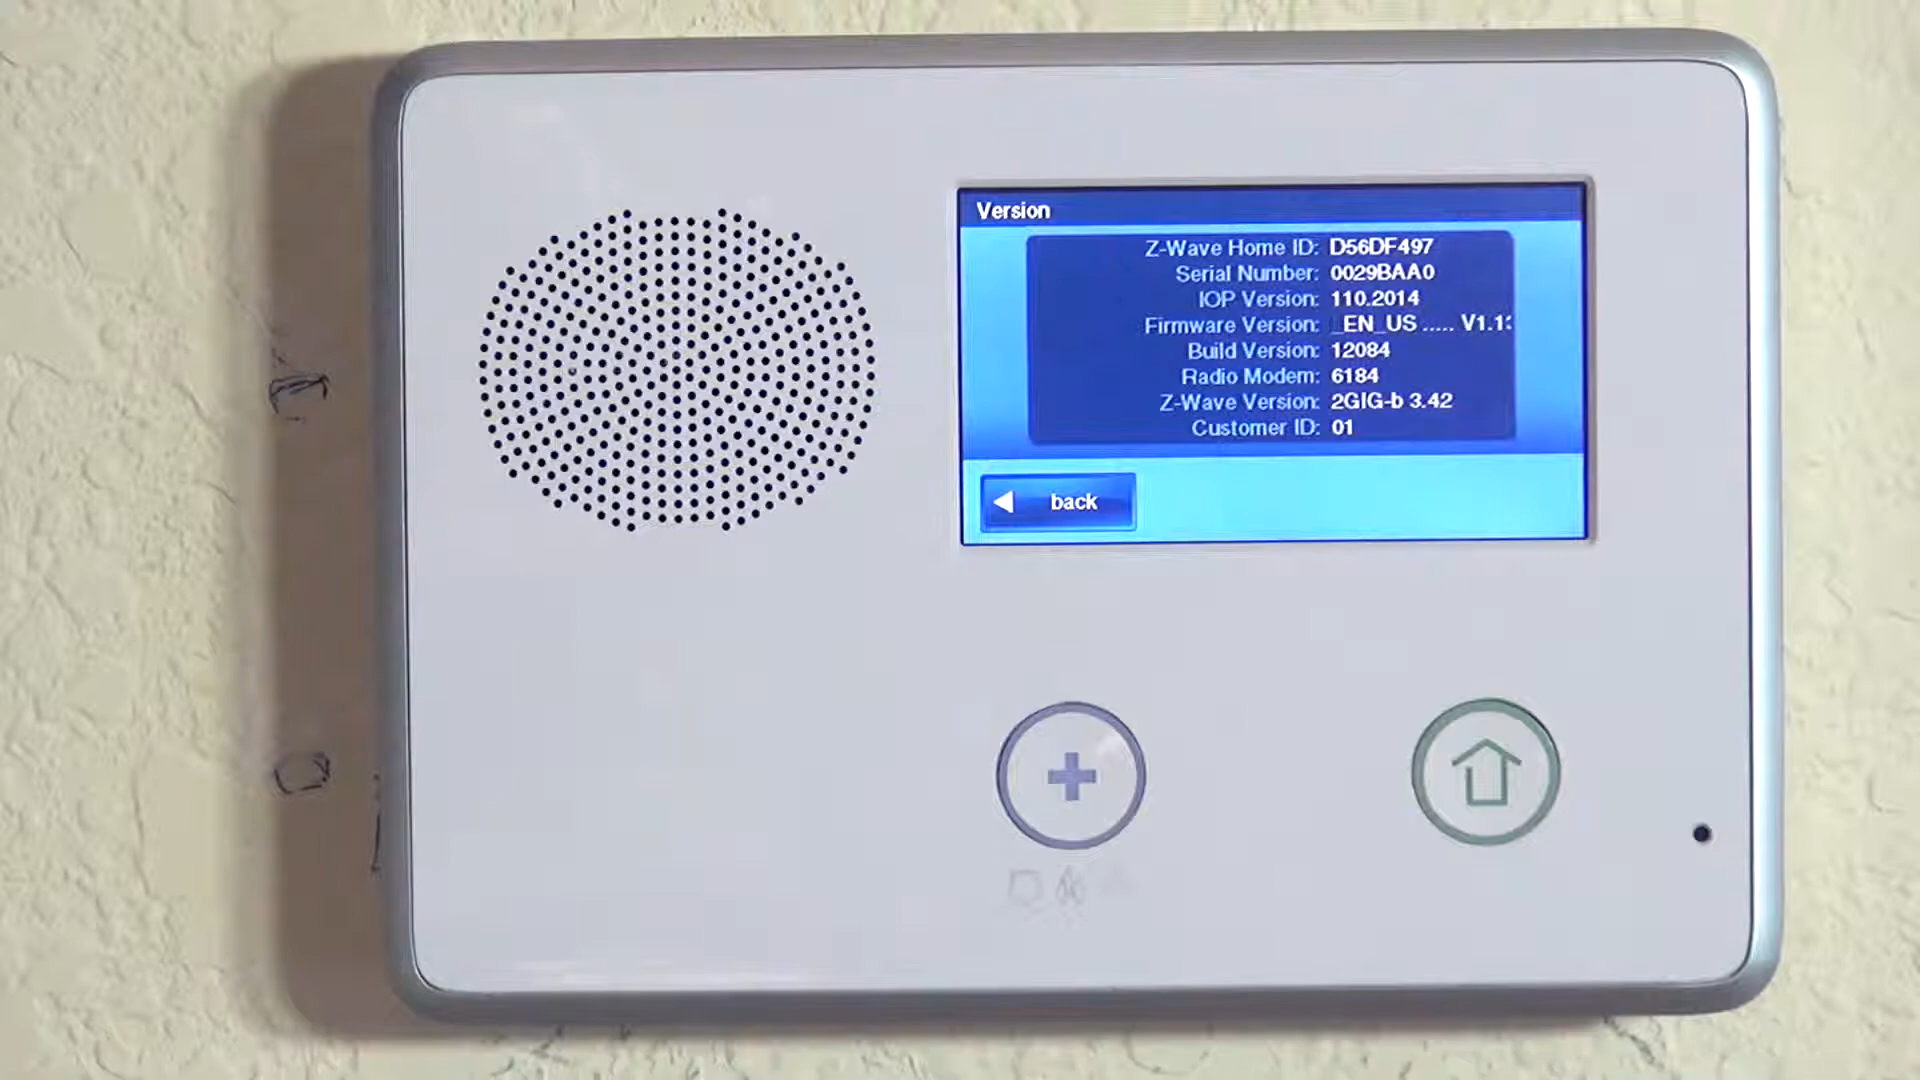 Version
Z-Wave Home ID: D56DF497
Serial Number: 0029BAA0
IOP Version: 110.2014
Firmware Version: _EN_US ..... V1.1
Build Version: 12084
Radio Modem: 6184
Z-Wave Version: 2GIG-b 3.42
Customer ID: 01
back